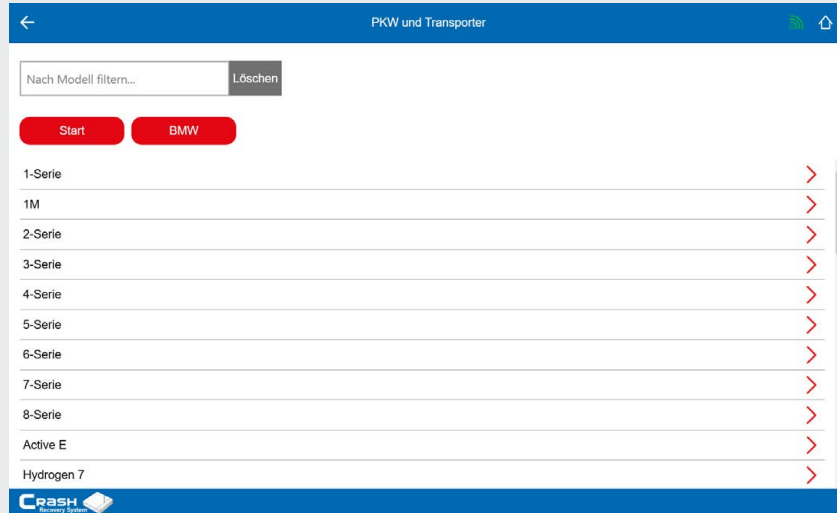 PKW und Transporter
Nach Modell filtern...
Löschen
Start
BMW
1-Serie
1M
2-Serie
3-Serie
4-Serie
5-Serie
6-Serie
7-Serie
8-Serie
Active E
Hydrogen 7
CRaSH
Recovery System